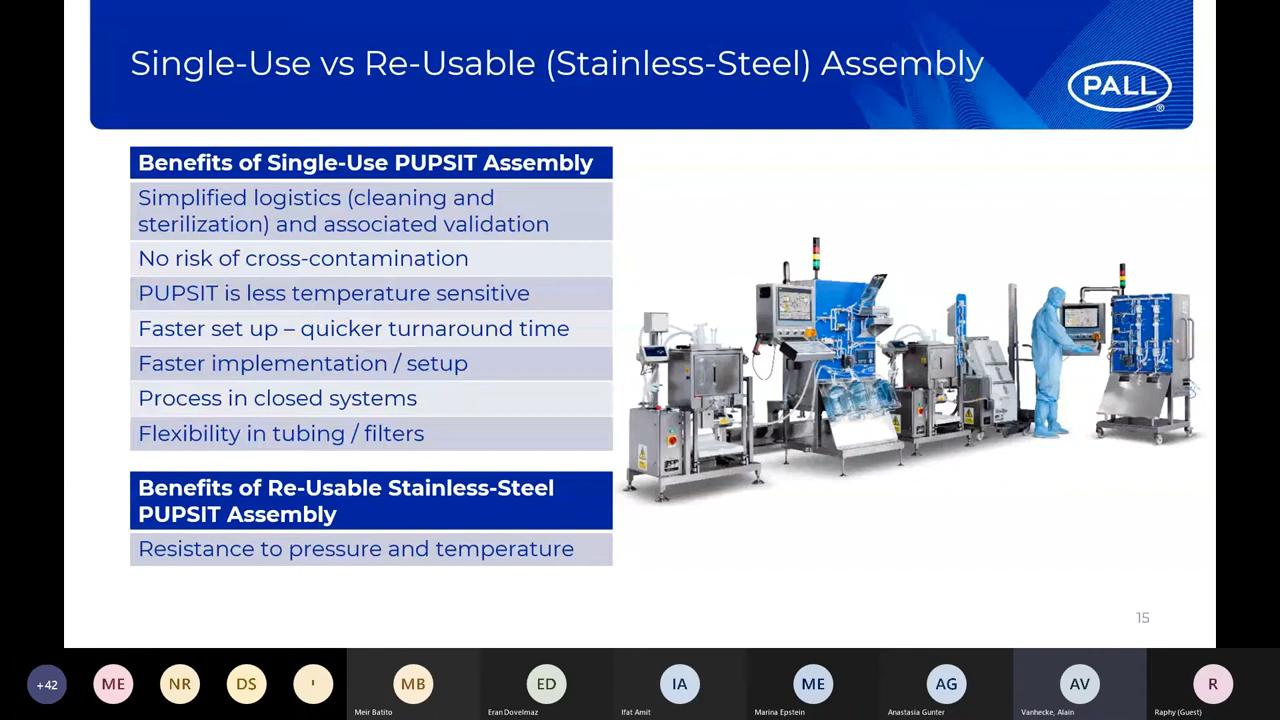 Single-Use vs Re-Usable (Stainless-Steel) Assembly
PALL
®
Benefits of Single-Use PUPSIT Assembly
Simplified logistics (cleaning and
sterilization) and associated validation
No risk of cross-contamination
PUPSIT is less temperature sensitive
Faster set up – quicker turnaround time
Faster implementation / setup
Process in closed systems
Flexibility in tubing / filters
Benefits of Re-Usable Stainless-Steel
PUPSIT Assembly
Resistance to pressure and temperature
15
+42
ME
NR
DS
'
MB
ED
IA
ME
AG
AV
R
Meir Batito
Eran Dovelmaz
Ifat Amit
Marina Epstein
Anastasia Gunter
Vanhecke, Alain
Raphy (Guest)